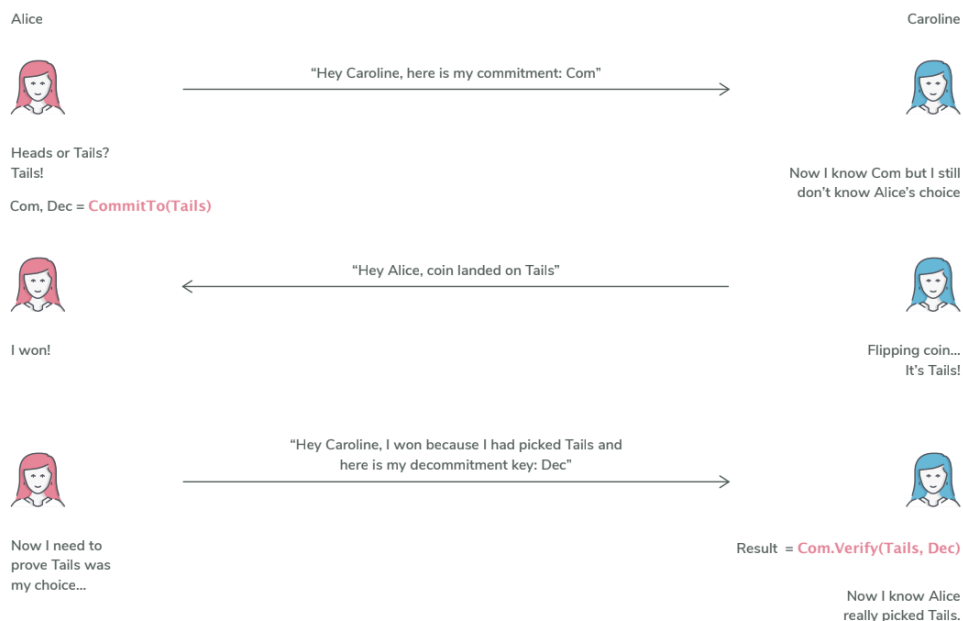 Alice
Caroline
“Hey Caroline, here is my commitment: Com”
Heads or Tails?
Tails!
Com, Dec = CommitTo(Tails)
Now I know Com but I still
don’t know Alice’s choice
“Hey Alice, coin landed on Tails”
I won!
Flipping coin...
It’s Tails!
“Hey Caroline, I won because I had picked Tails and
here is my decommitment key: Dec”
Now I need to
prove Tails was
my choice...
Result = Com.Verify(Tails, Dec)
Now I know Alice
really picked Tails.